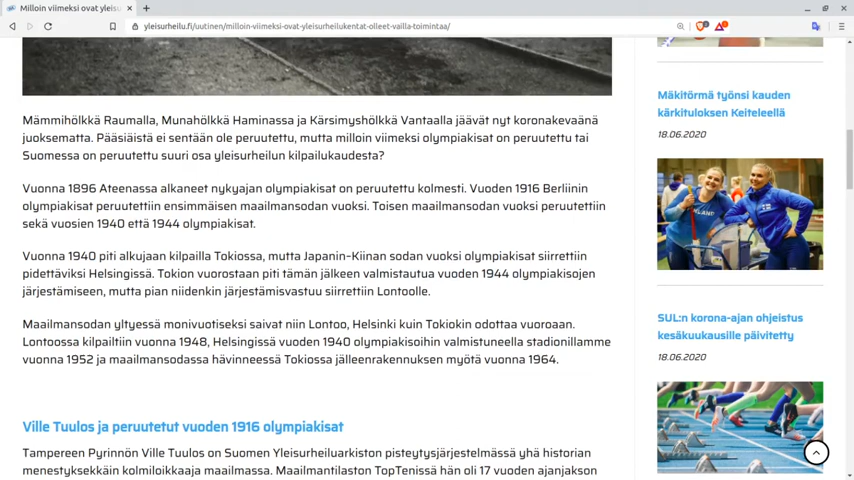 Milloin viimeksi ovat yleisur
yleisurheilu.fi/uutinen/milloin-viimeksi-ovat-yleisurheilukentat-olleet-vailla-toimintaa/
Mämmihölkkä Raumalla, Munahölkkä Haminassa ja Kärsimyshölkkä Vantaalla jäävät nyt koronakeväänä
juoksematta. Pääsiäistä ei sentään ole peruutettu, mutta milloin viimeksi olympiakisat on peruutettu tai
Suomessa on peruutettu suuri osa yleisurheilun kilpailukaudesta?
Vuonna 1896 Ateenassa alkaneet nykyajan olympiakisat on peruutettu kolmesti. Vuoden 1916 Berliinin
olympiakisat peruutettiin ensimmäisen maailmansodan vuoksi. Toisen maailmansodan vuoksi peruutettiin
sekä vuosien 1940 että 1944 olympiakisat.
Vuonna 1940 piti alkujaan kilpailla Tokiossa, mutta Japanin-Kiinan sodan vuoksi olympiakisat siirrettiin
pidettäviksi Helsingissä. Tokion vuorostaan piti tämän jälkeen valmistautua vuoden 1944 olympiakisojen
järjestämiseen, mutta pian niidenkin järjestämisvastuu siirrettiin Lontoolle.
Maailmansodan yltyessä monivuotiseksi saivat niin Lontoo, Helsinki kuin Tokiokin odottaa vuoroaan.
Lontoossa kilpailtiin vuonna 1948, Helsingissä vuoden 1940 olympiakisoihin valmistuneella stadionillamme
vuonna 1952 ja maailmansodassa hävinneessä Tokiossa jälleenrakennuksen myötä vuonna 1964.
Ville Tuulos ja peruutetut vuoden 1916 olympiakisat
Tampereen Pyrinnön Ville Tuulos on Suomen Yleisurheiluarkiston pisteytysjärjestelmässä yhä historian
menestyksekkäin kolmiloikkaaja maailmassa. Maailmantilaston TopTenissä hän oli 17 vuoden ajanjakson
Mäkitörmä työnsi kauden
kärkituloksen Keiteleellä
18.06.2020
SUL:n korona-ajan ohjeistus
kesäkuukausille päivitetty
18.06.2020